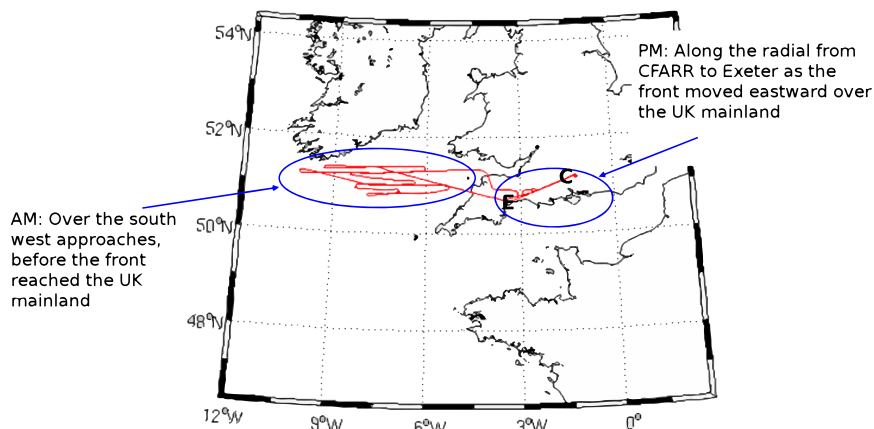 54°N
PM: Along the radial from
CFARR to Exeter as the
front moved eastward over
the UK mainland
52°N
C
E
AM: Over the south
west approaches,
before the front
reached the UK
mainland
50°N
48°N
12°W
9°W
6°W
3°W
0°